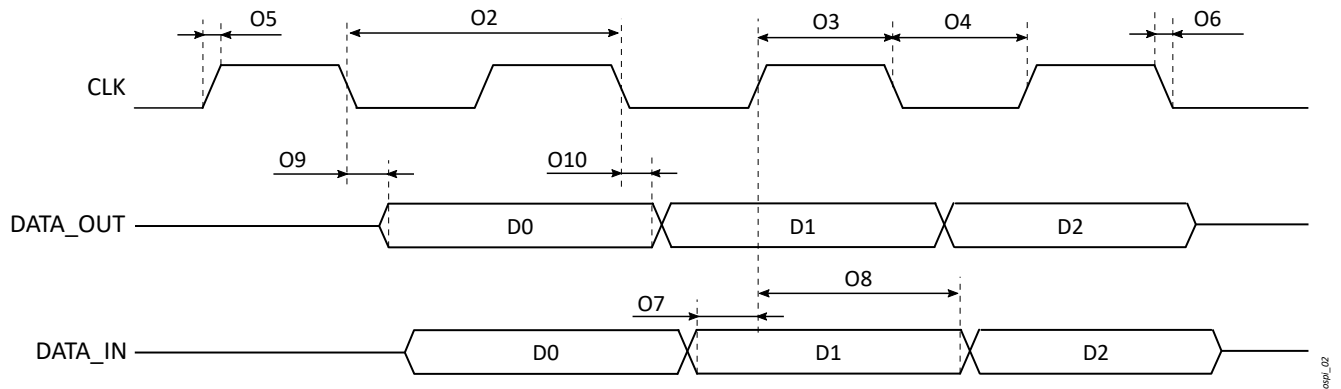 O5
O2
O3
O4
O6
CLK
O9
O10
DATA_OUT
D0
D1
D2
O7
O8
DATA_IN
D0
D1
D2
ospi_02